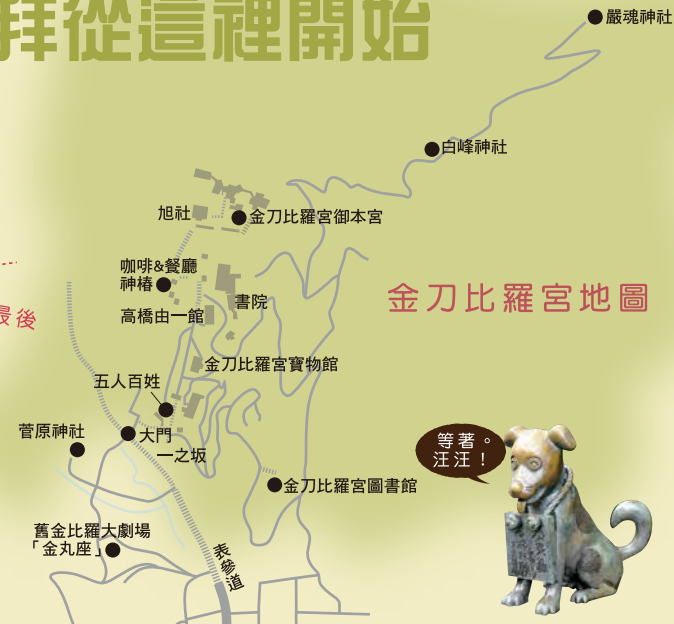 拜從這裡開始
嚴魂神社
白峰神社
旭社
金刀比羅宮御本宮
咖啡&餐廳
神椿
書院
高橋由一館
金刀比羅宮地圖
最後
金刀比羅宮寶物館
五人百姓
菅原神社
大門
一之坂
等著。
汪汪！
金刀比羅宮圖書館
舊金比羅大劇場
「金丸座」
表參道